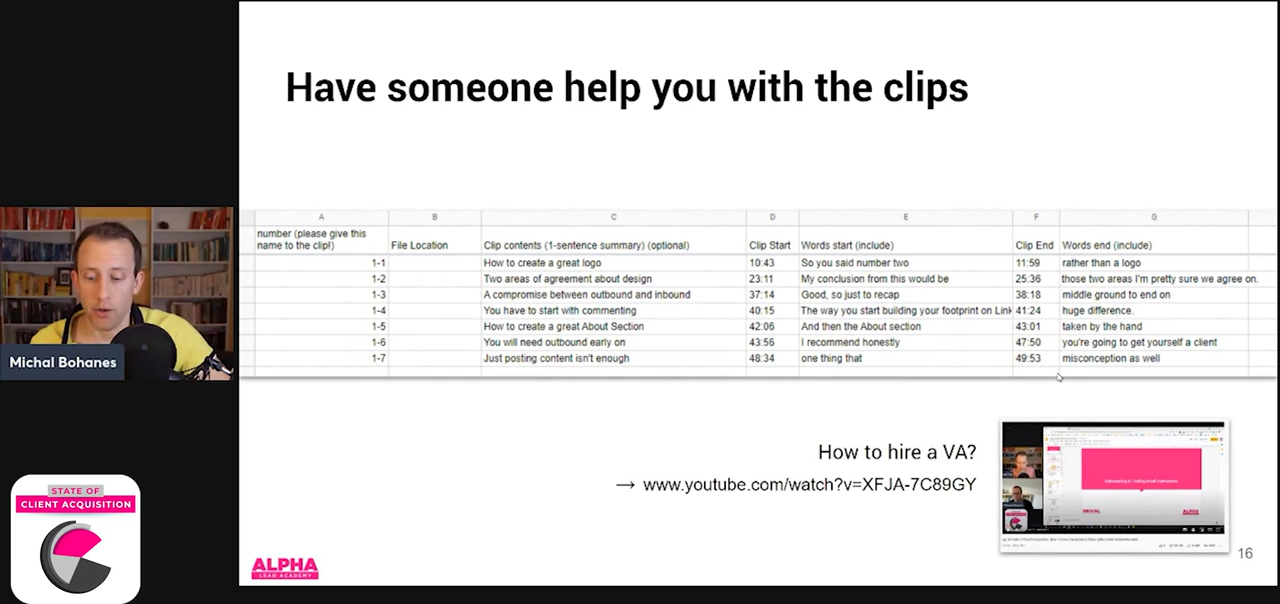 Have someone help you with the clips
A B C D E F G
number (please give this name to the clip!) File Location Clip contents (1-sentence summary) (optional) Clip Start Words start (include) Clip End Words end (include)
1-1 How to create a great logo 10:43 So you said number two 11:59 rather than a logo
1-2 Two areas of agreement about design 23:11 My conclusion from this would be 25:36 those two areas I'm pretty sure we agree on.
1-3 A compromise between outbound and inbound 37:14 Good, so just to recap 38:18 middle ground to end on
1-4 You have to start with commenting 40:15 The way you start building your footprint on Link 41:24 huge difference.
1-5 How to create a great About Section 42:06 And then the About section 43:01 taken by the hand
1-6 You will need outbound early on 43:56 I recommend honestly 47:50 you're going to get yourself a client
1-7 Just posting content isn't enough 48:34 one thing that 49:53 misconception as well
Michal Bohanes
How to hire a VA?
→ www.youtube.com/watch?v=XFJA-7C89GY
STATE OF
CLIENT ACQUISITION
ALPHA
LEAD ACADEMY
16